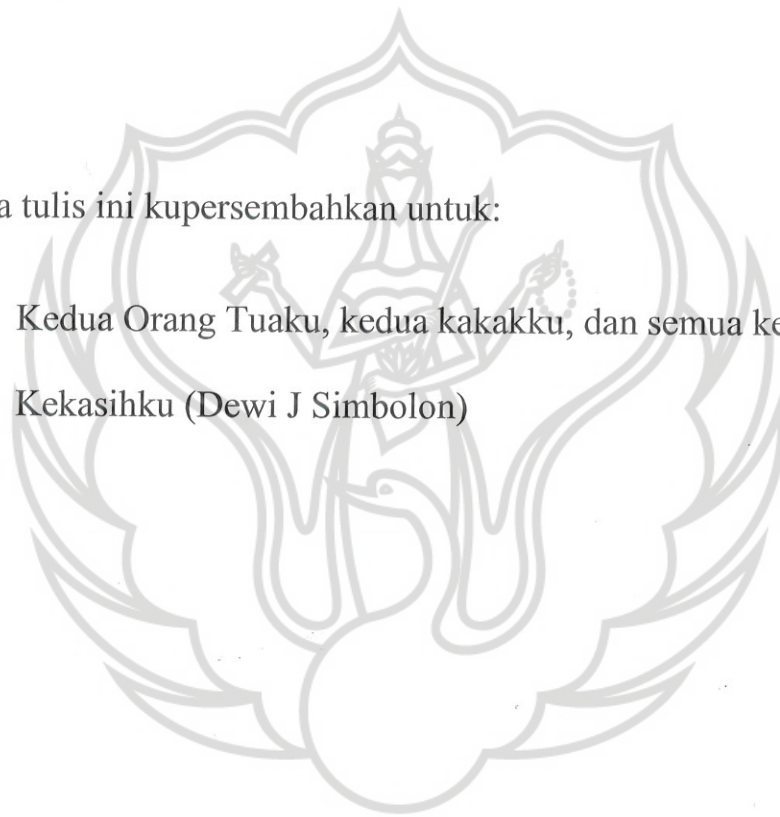 a tulis ini kupersembahkan untuk:
Kedua Orang Tuaku, kedua kakakku, dan semua ke
Kekasihku (Dewi J Simbolon)